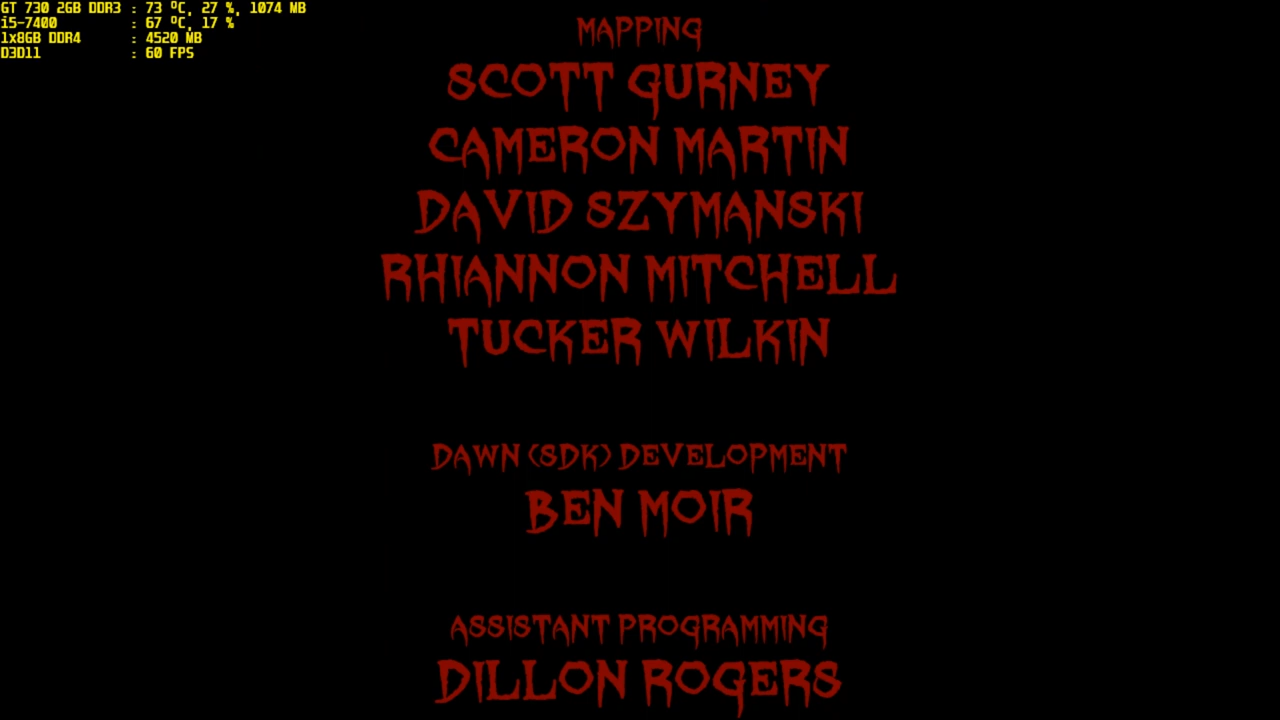 GT 730 2GB DDR3 : 73 ºC, 27 %, 1074 MB
i5-7400 : 67 ºC, 17 %
1x8GB DDR4 : 4520 MB
D3D11 : 60 FPS
MAPPING
SCOTT GURNEY
CAMERON MARTIN
DAVID SZYMANSKI
RHIANNON MITCHELL
TUCKER WILKIN
DAWN (SDK) DEVELOPMENT
BEN MOIR
ASSISTANT PROGRAMMING
DILLON ROGERS